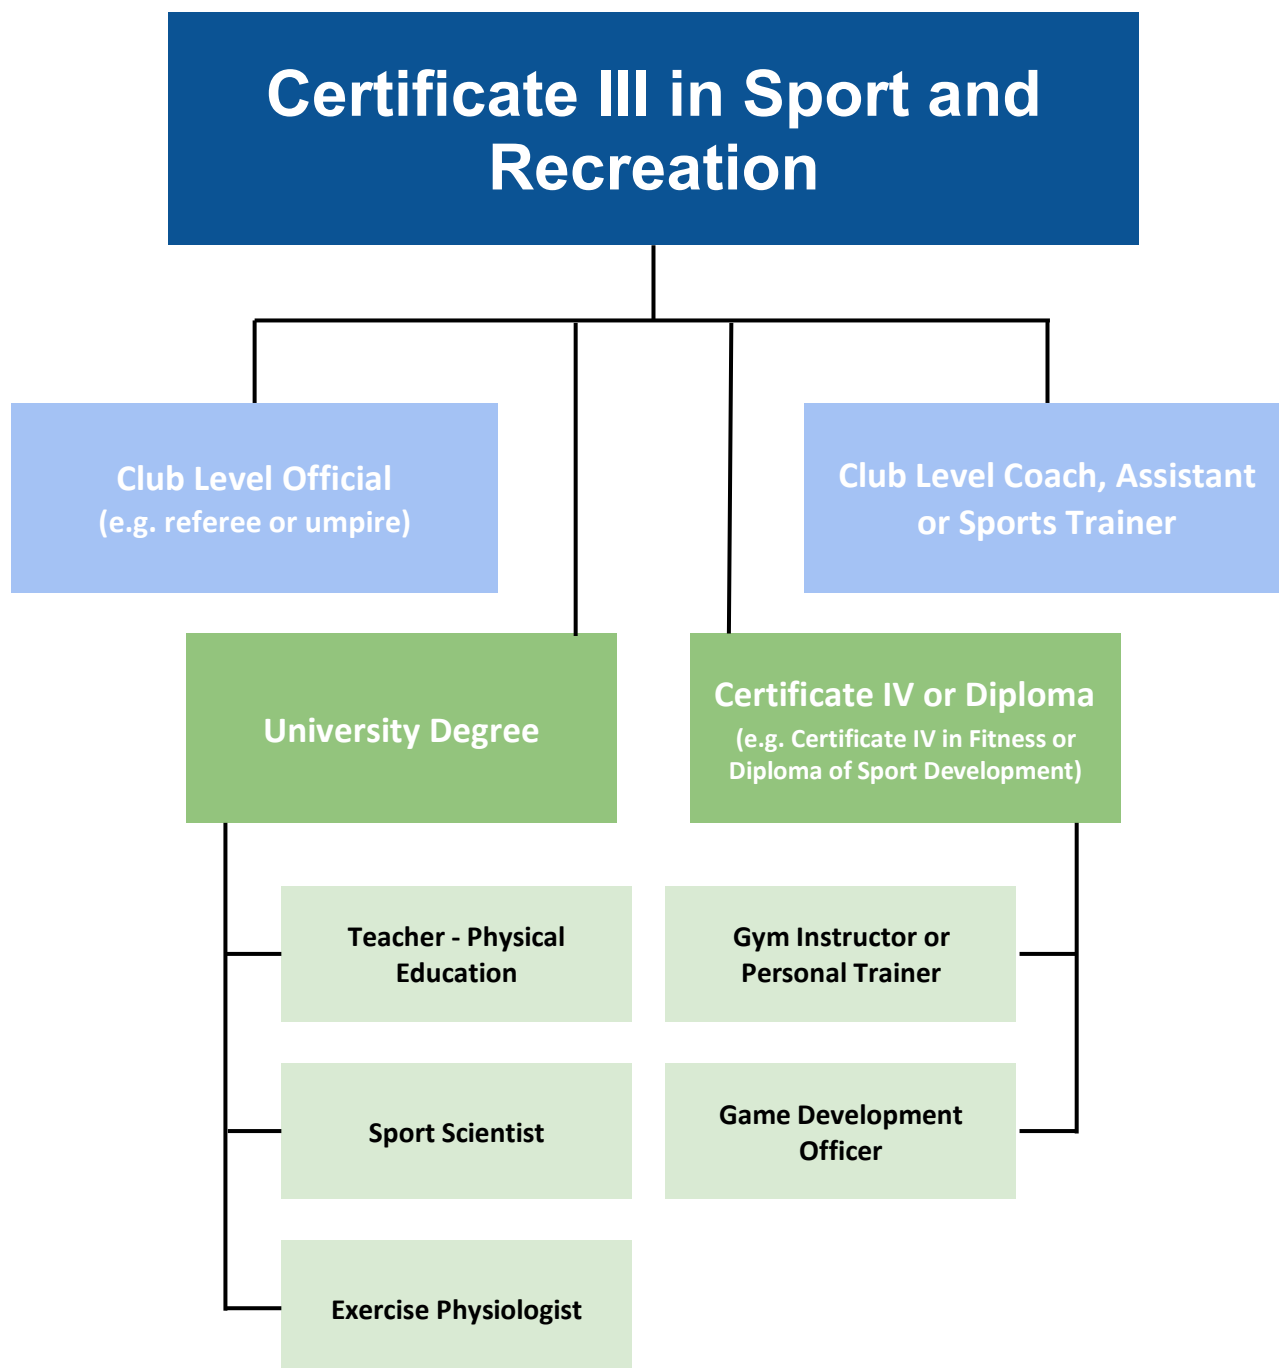 Certificate III in Sport and
Recreation
Club Level Official
(e.g. referee or umpire)
Club Level Coach, Assistant
or Sports Trainer
University Degree
Certificate IV or Diploma
(e.g. Certificate IV in Fitness or
Diploma of Sport Development)
Teacher - Physical
Education
Gym Instructor or
Personal Trainer
Sport Scientist
Game Development
Officer
Exercise Physiologist